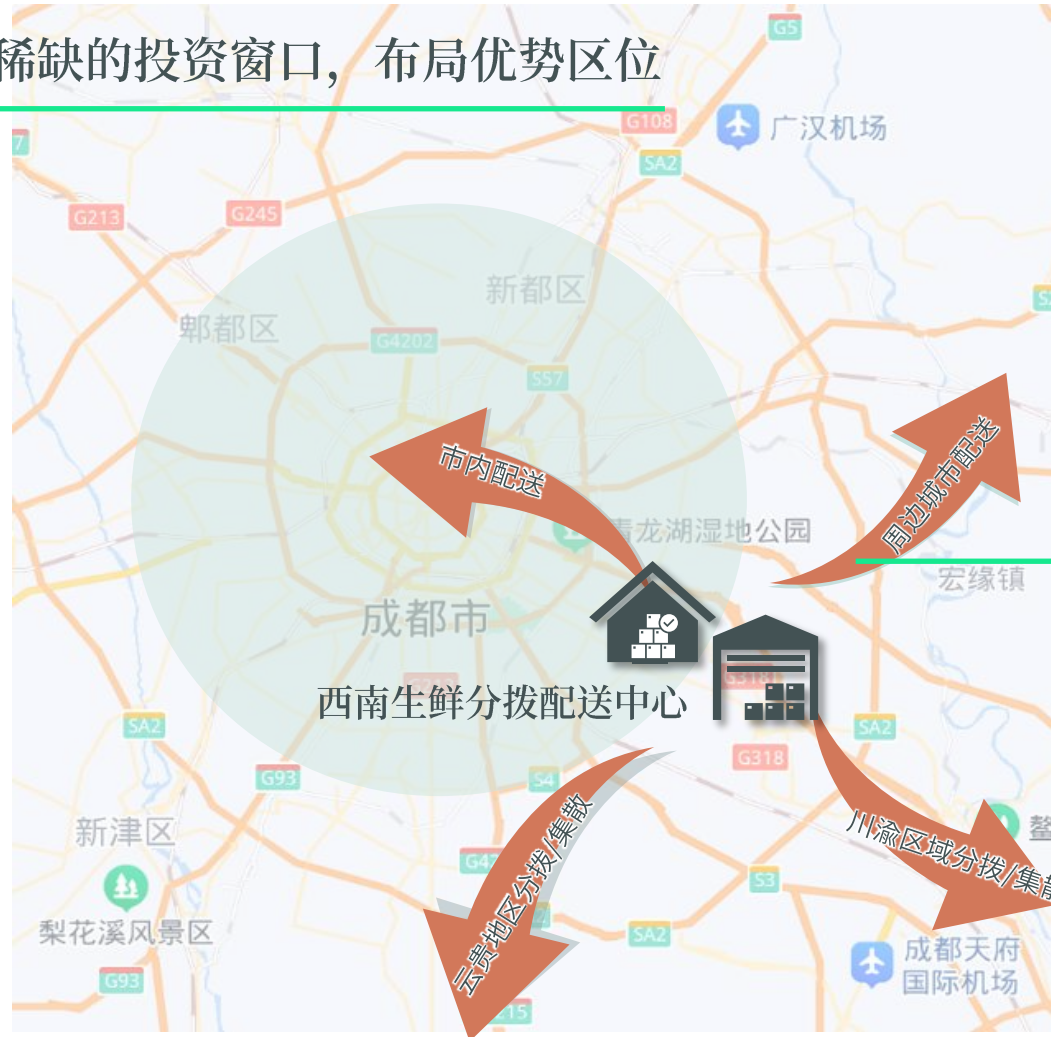 稀缺的投资窗口，布局优势区位
G5
G108
广汉机场
7
SA2
G213
G245
新都区
郫都区
G4202
S57
市内配送
周边城市配送
青龙湖湿地公园
宏缘镇
成都市
G318
西南生鲜分拨配送中心
SA2
SA2
G318
G93
S4
川渝区域分拨/集散
新津区
云贵地区分拨/集散
S3
梨花溪风景区
SA2
成都天府
国际机场
G93